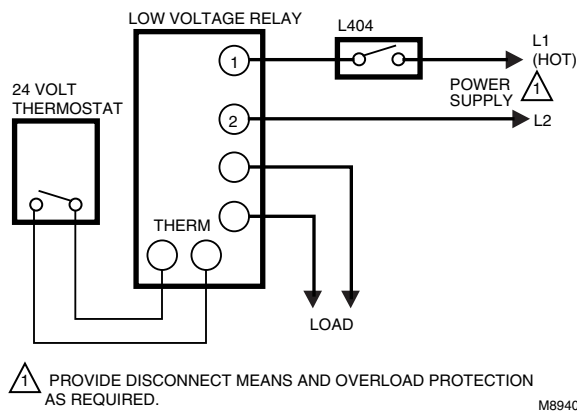 LOW VOLTAGE RELAY
L404
L1
(HOT)
1
POWER
SUPPLY
1
24 VOLT
THERMOSTAT
2
L2
THERM
LOAD
1 PROVIDE DISCONNECT MEANS AND OVERLOAD PROTECTION
AS REQUIRED.
M8940